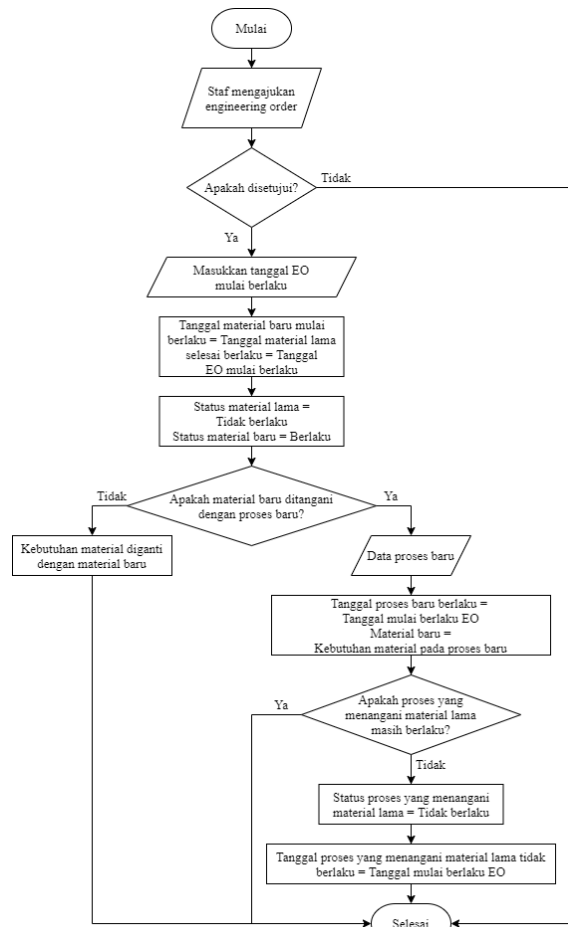 Mulai
Staf mengajukan
engineering order
Apakah disetujui?
Tidak
Ya
Masukkan tanggal EO
mulai berlaku
Tanggal material baru mulai
berlaku = Tanggal material lama
selesai berlaku = Tanggal
EO mulai berlaku
Status material lama =
Tidak berlaku
Status material baru = Berlaku
Tidak
Apakah material baru ditangani
dengan proses baru?
Ya
Kebutuhan material diganti
dengan material baru
Data proses baru
Tanggal proses baru berlaku =
Tanggal mulai berlaku EO
Material baru =
Kebutuhan material pada proses baru
Ya
Apakah proses yang
menangani material lama
masih berlaku?
Tidak
Status proses yang menangani
material lama = Tidak berlaku
Tanggal proses yang menangani material lama tidak
berlaku = Tanggal mulai berlaku EO
Selesai